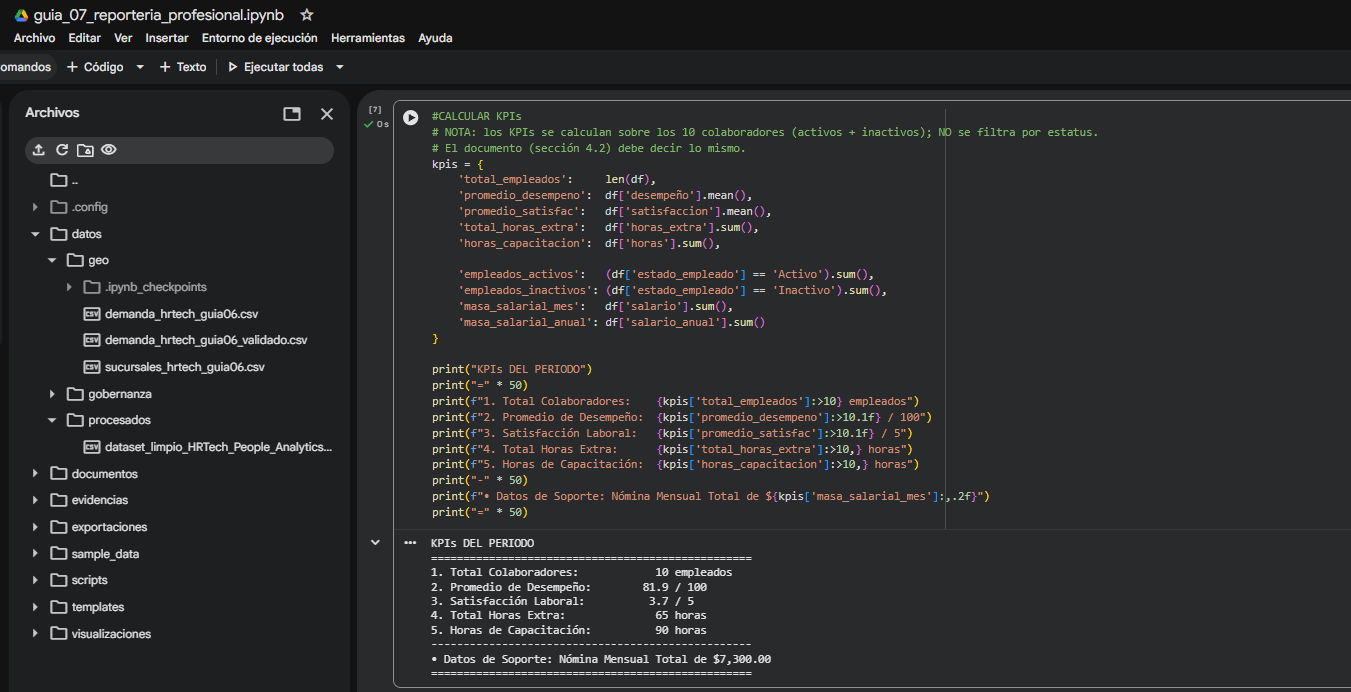 guia_07_reporteria_profesional.ipynb
Archivo Editar Ver Insertar Entorno de ejecución Herramientas Ayuda
omandos + Código + Texto Ejecutar todas
Archivos
..
.config
datos
geo
.ipynb_checkpoints
demanda_hrtech_guia06.csv
demanda_hrtech_guia06_validado.csv
sucursales_hrtech_guia06.csv
gobernanza
procesados
dataset_limpio_HRTech_People_Analytics...
documentos
evidencias
exportaciones
sample_data
scripts
templates
visualizaciones
[7]
0s
#CALCULAR KPIs
# NOTA: los KPIs se calculan sobre los 10 colaboradores (activos + inactivos); NO se filtra por estatus.
# El documento (sección 4.2) debe decir lo mismo.
kpis = {
    'total_empleados':     len(df),
    'promedio_desempeno':  df['desempeño'].mean(),
    'promedio_satisfac':   df['satisfaccion'].mean(),
    'total_horas_extra':   df['horas_extra'].sum(),
    'horas_capacitacion':  df['horas'].sum(),
    'empleados_activos':   (df['estado_empleado'] == 'Activo').sum(),
    'empleados_inactivos': (df['estado_empleado'] == 'Inactivo').sum(),
    'masa_salarial_mes':   df['salario'].sum(),
    'masa_salarial_anual': df['salario_anual'].sum()
}
print("KPIs DEL PERIODO")
print("=" * 50)
print(f"1. Total Colaboradores:    {kpis['total_empleados']:>10} empleados")
print(f"2. Promedio de Desempeño:  {kpis['promedio_desempeno']:>10.1f} / 100")
print(f"3. Satisfacción Laboral:   {kpis['promedio_satisfac']:>10.1f} / 5")
print(f"4. Total Horas Extra:      {kpis['total_horas_extra']:>10,} horas")
print(f"5. Horas de Capacitación:  {kpis['horas_capacitacion']:>10,} horas")
print("-" * 50)
print(f"• Datos de Soporte: Nómina Mensual Total de ${kpis['masa_salarial_mes']:,.2f}")
print("=" * 50)
KPIs DEL PERIODO
==================================================
1. Total Colaboradores:            10 empleados
2. Promedio de Desempeño:        81.9 / 100
3. Satisfacción Laboral:         3.7 / 5
4. Total Horas Extra:              65 horas
5. Horas de Capacitación:          90 horas
--------------------------------------------------
• Datos de Soporte: Nómina Mensual Total de $7,300.00
==================================================